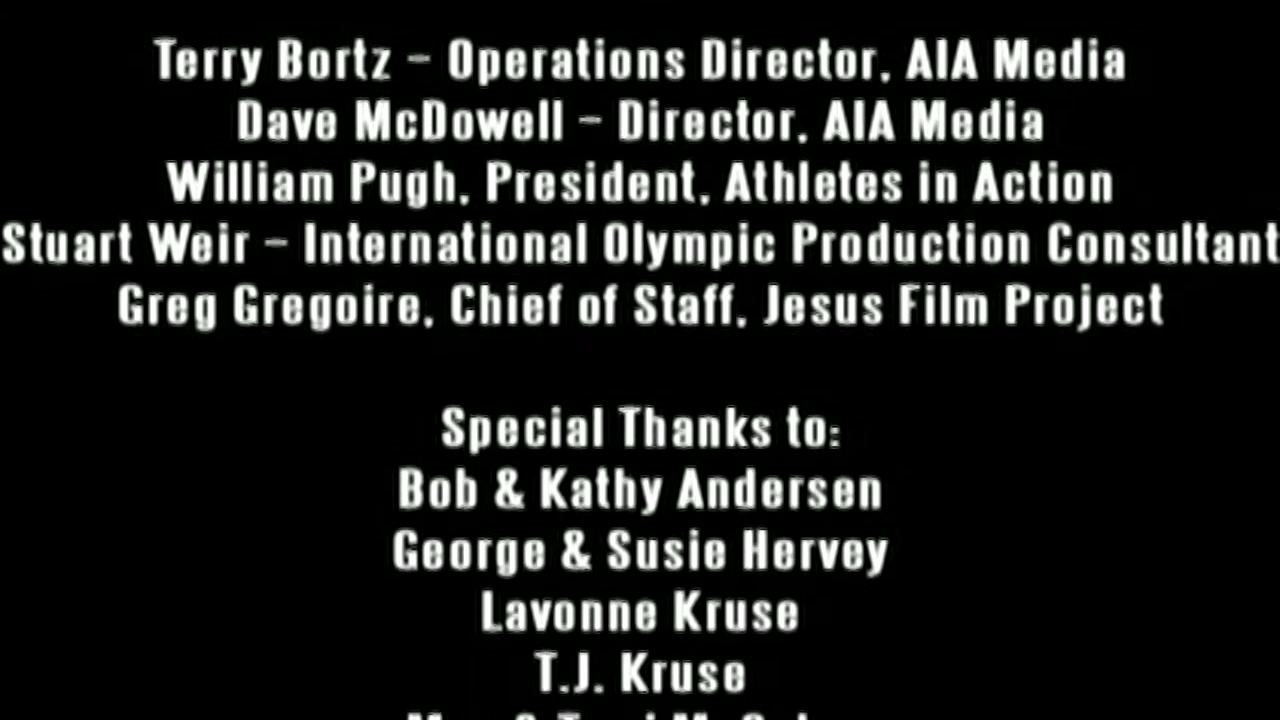 Terry Bortz - Operations Director, AIA Media
Dave McDowell - Director, AIA Media
William Pugh, President, Athletes in Action
Stuart Weir - International Olympic Production Consultant
Greg Gregoire, Chief of Staff, Jesus Film Project
Special Thanks to:
Bob & Kathy Andersen
George & Susie Hervey
Lavonne Kruse
T.J. Kruse